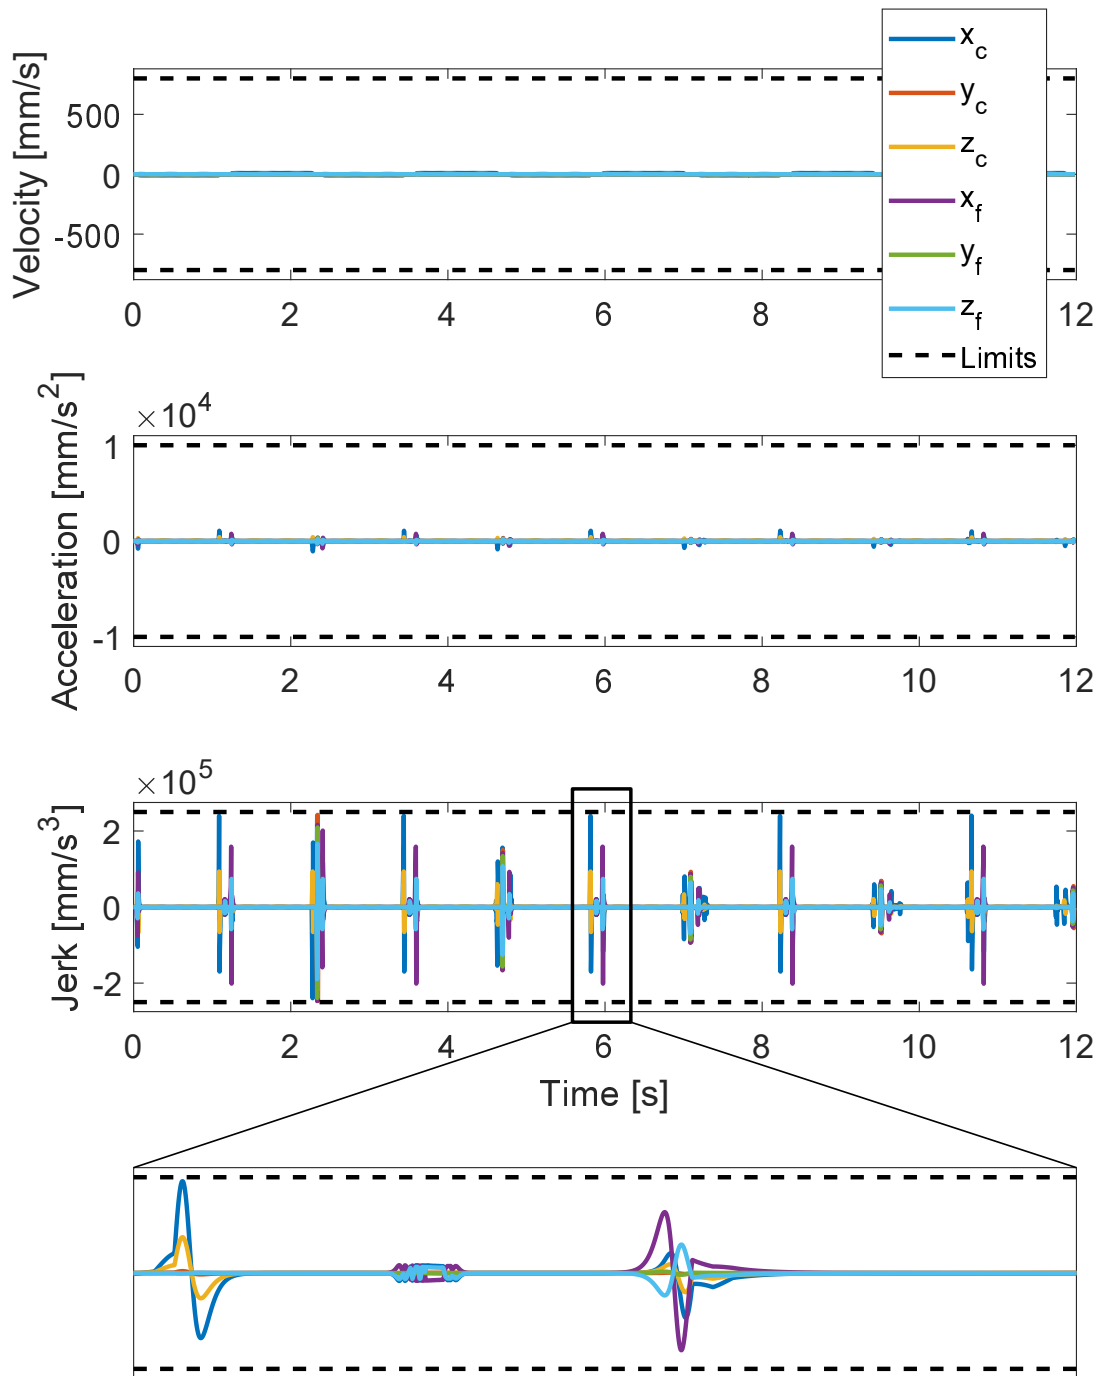 x_c
y_c
z_c
x_f
y_f
z_f
Limits
Velocity [mm/s]
500
0
-500
0 2 4 6 8 12
×10^4
Acceleration [mm/s^2]
1
0
-1
0 2 4 6 8 10 12
×10^5
Jerk [mm/s^3]
2
0
-2
0 2 4 6 8 10 12
Time [s]